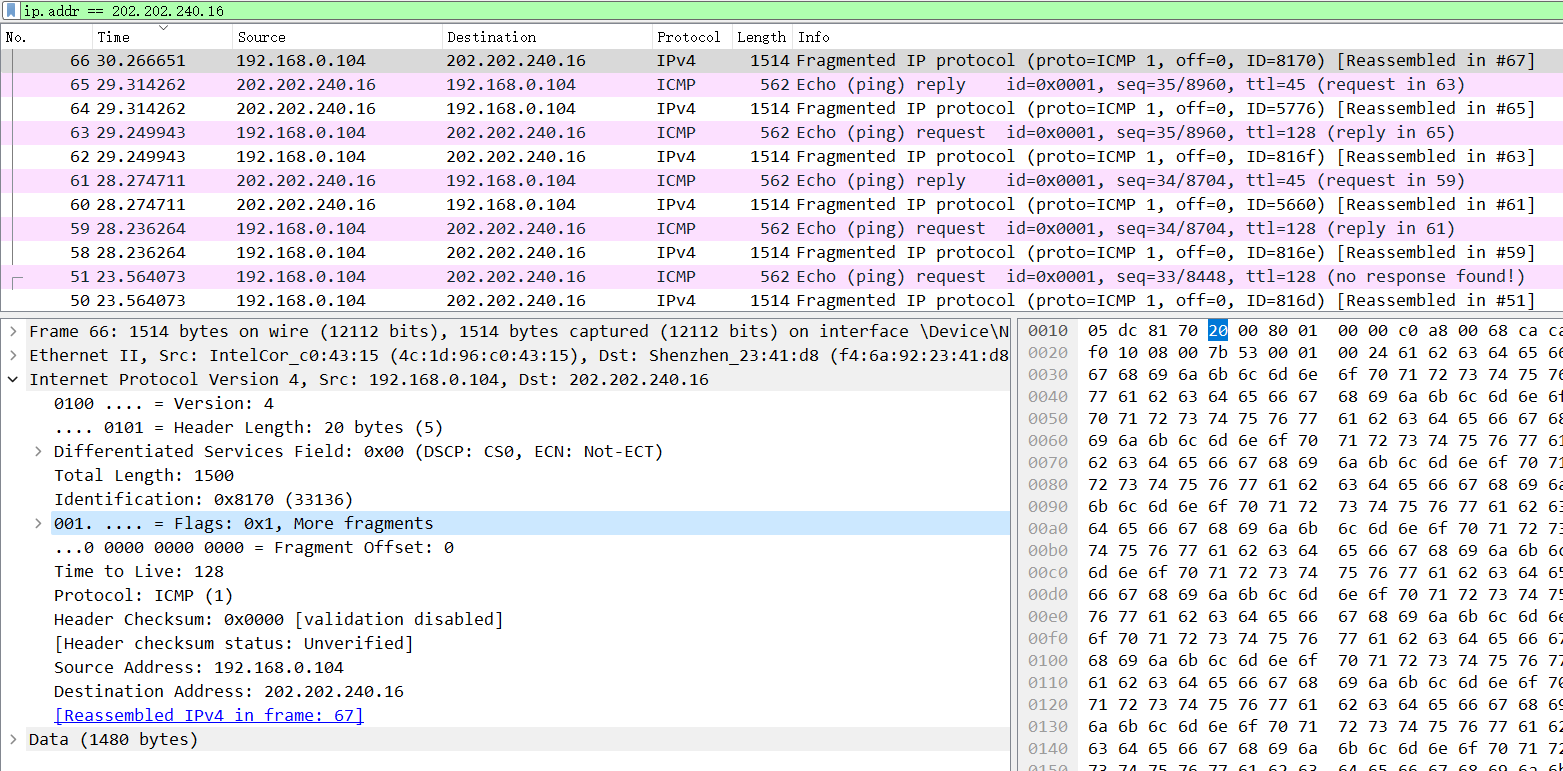 ip.addr == 202.202.240.16
No. Time Source Destination Protocol Length Info
66 30.266651 192.168.0.104 202.202.240.16 IPv4 1514 Fragmented IP protocol (proto=ICMP 1, off=0, ID=8170) [Reassembled in #67]
65 29.314262 202.202.240.16 192.168.0.104 ICMP 562 Echo (ping) reply id=0x0001, seq=35/8960, ttl=45 (request in 63)
64 29.314262 202.202.240.16 192.168.0.104 IPv4 1514 Fragmented IP protocol (proto=ICMP 1, off=0, ID=5776) [Reassembled in #65]
63 29.249943 192.168.0.104 202.202.240.16 ICMP 562 Echo (ping) request id=0x0001, seq=35/8960, ttl=128 (reply in 65)
62 29.249943 192.168.0.104 202.202.240.16 IPv4 1514 Fragmented IP protocol (proto=ICMP 1, off=0, ID=816f) [Reassembled in #63]
61 28.274711 202.202.240.16 192.168.0.104 ICMP 562 Echo (ping) reply id=0x0001, seq=34/8704, ttl=45 (request in 59)
60 28.274711 202.202.240.16 192.168.0.104 IPv4 1514 Fragmented IP protocol (proto=ICMP 1, off=0, ID=5660) [Reassembled in #61]
59 28.236264 192.168.0.104 202.202.240.16 ICMP 562 Echo (ping) request id=0x0001, seq=34/8704, ttl=128 (reply in 61)
58 28.236264 192.168.0.104 202.202.240.16 IPv4 1514 Fragmented IP protocol (proto=ICMP 1, off=0, ID=816e) [Reassembled in #59]
51 23.564073 192.168.0.104 202.202.240.16 ICMP 562 Echo (ping) request id=0x0001, seq=33/8448, ttl=128 (no response found!)
50 23.564073 192.168.0.104 202.202.240.16 IPv4 1514 Fragmented IP protocol (proto=ICMP 1, off=0, ID=816d) [Reassembled in #51]
Frame 66: 1514 bytes on wire (12112 bits), 1514 bytes captured (12112 bits) on interface \Device\N
Ethernet II, Src: IntelCor_c0:43:15 (4c:1d:96:c0:43:15), Dst: Shenzhen_23:41:d8 (f4:6a:92:23:41:d8
Internet Protocol Version 4, Src: 192.168.0.104, Dst: 202.202.240.16
0100 .... = Version: 4
.... 0101 = Header Length: 20 bytes (5)
Differentiated Services Field: 0x00 (DSCP: CS0, ECN: Not-ECT)
Total Length: 1500
Identification: 0x8170 (33136)
001. .... = Flags: 0x1, More fragments
...0 0000 0000 0000 = Fragment Offset: 0
Time to Live: 128
Protocol: ICMP (1)
Header Checksum: 0x0000 [validation disabled]
[Header checksum status: Unverified]
Source Address: 192.168.0.104
Destination Address: 202.202.240.16
[Reassembled IPv4 in frame: 67]
Data (1480 bytes)
0010 05 dc 81 70 20 00 80 01 00 00 c0 a8 00 68 ca ca
0020 f0 10 08 00 7b 53 00 01 00 24 61 62 63 64 65 66
0030 67 68 69 6a 6b 6c 6d 6e 6f 70 71 72 73 74 75 76
0040 77 61 62 63 64 65 66 67 68 69 6a 6b 6c 6d 6e 6f
0050 70 71 72 73 74 75 76 77 61 62 63 64 65 66 67 68
0060 69 6a 6b 6c 6d 6e 6f 70 71 72 73 74 75 76 77 61
0070 62 63 64 65 66 67 68 69 6a 6b 6c 6d 6e 6f 70 71
0080 72 73 74 75 76 77 61 62 63 64 65 66 67 68 69 6a
0090 6b 6c 6d 6e 6f 70 71 72 73 74 75 76 77 61 62 63
00a0 64 65 66 67 68 69 6a 6b 6c 6d 6e 6f 70 71 72 73
00b0 74 75 76 77 61 62 63 64 65 66 67 68 69 6a 6b 6c
00c0 6d 6e 6f 70 71 72 73 74 75 76 77 61 62 63 64 65
00d0 66 67 68 69 6a 6b 6c 6d 6e 6f 70 71 72 73 74 75
00e0 76 77 61 62 63 64 65 66 67 68 69 6a 6b 6c 6d 6e
00f0 6f 70 71 72 73 74 75 76 77 61 62 63 64 65 66 67
0100 68 69 6a 6b 6c 6d 6e 6f 70 71 72 73 74 75 76 77
0110 61 62 63 64 65 66 67 68 69 6a 6b 6c 6d 6e 6f 70
0120 71 72 73 74 75 76 77 61 62 63 64 65 66 67 68 69
0130 6a 6b 6c 6d 6e 6f 70 71 72 73 74 75 76 77 61 62
0140 63 64 65 66 67 68 69 6a 6b 6c 6d 6e 6f 70 71 72
0150 73 74 75 76 77 61 62 63 64 65 66 67 68 69 6a 6b